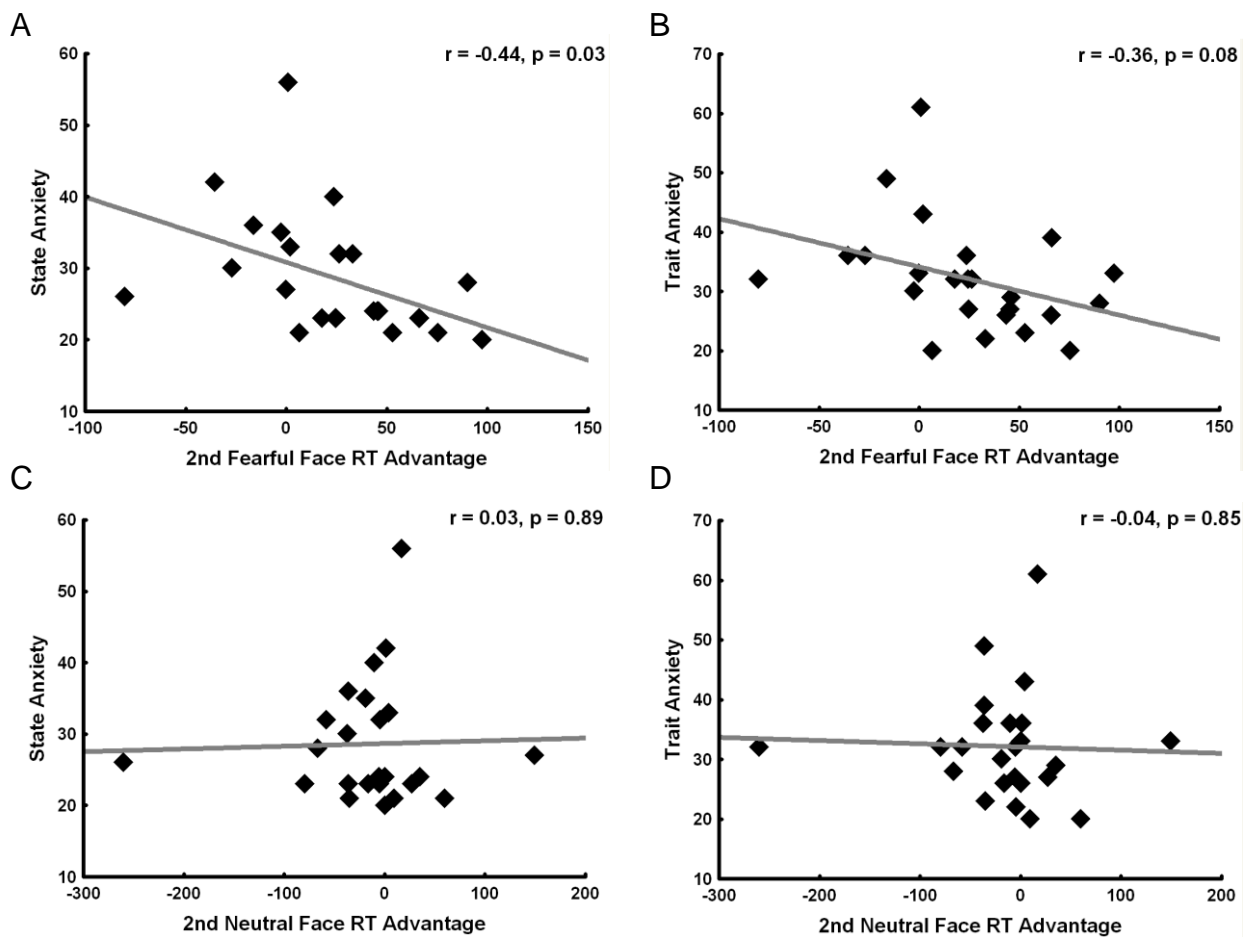 A
r = -0.44, p = 0.03
60
50
40
30
20
10
State Anxiety
-100 -50 0 50 100 150
2nd Fearful Face RT Advantage
B
r = -0.36, p = 0.08
70
60
50
40
30
20
10
Trait Anxiety
-100 -50 0 50 100 150
2nd Fearful Face RT Advantage
C
r = 0.03, p = 0.89
60
50
40
30
20
10
State Anxiety
-300 -200 -100 0 100 200
2nd Neutral Face RT Advantage
D
r = -0.04, p = 0.85
70
60
50
40
30
20
10
Trait Anxiety
-300 -200 -100 0 100 200
2nd Neutral Face RT Advantage